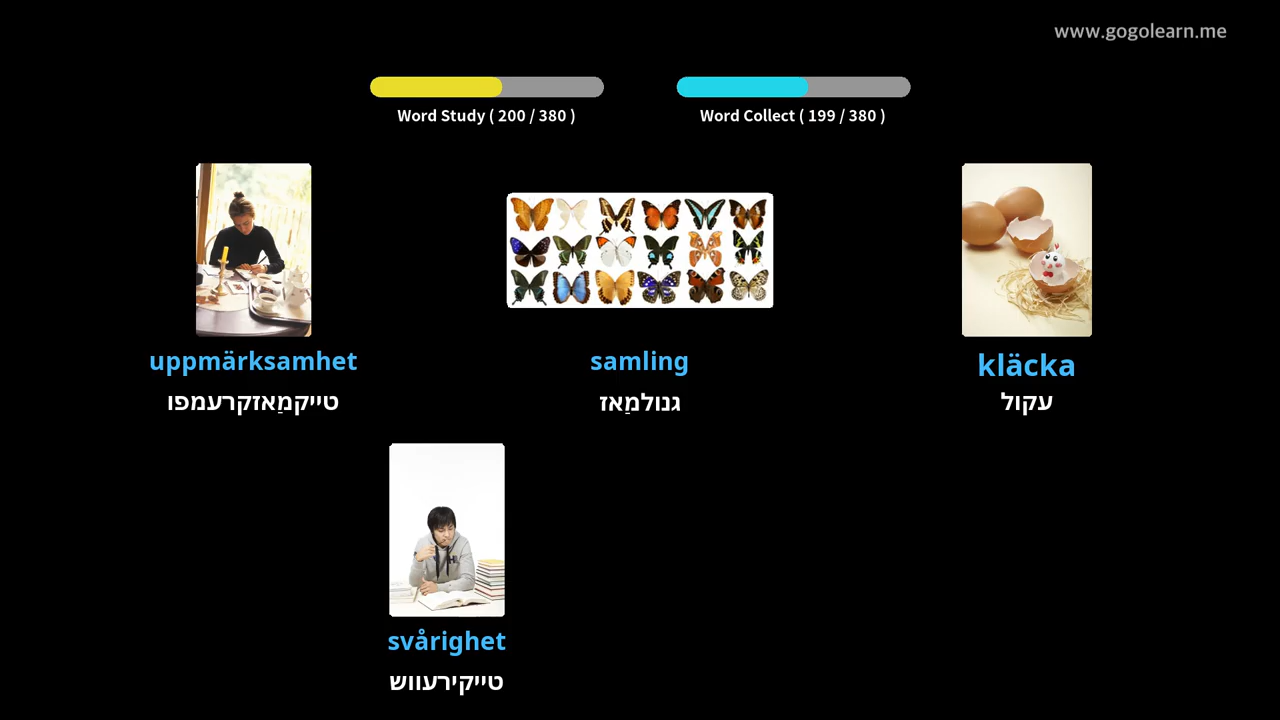 www.gogolearn.me
Word Study ( 200 / 380 )
Word Collect ( 199 / 380 )
uppmärksamhet
טייקמַאזקרעמפו
samling
גנולמַאז
kläcka
עקול
svårighet
טייקירעווש